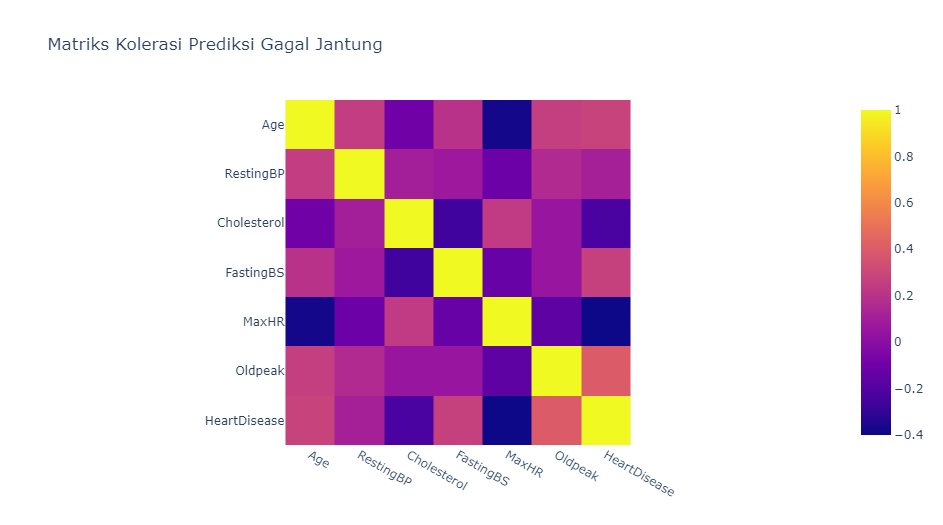 Matriks Kolerasi Prediksi Gagal Jantung
Age
RestingBP
Cholesterol
FastingBS
MaxHR
Oldpeak
HeartDisease
Age
RestingBP
Cholesterol
FastingBS
MaxHR
Oldpeak
HeartDisease
1
0.8
0.6
0.4
0.2
0
−0.2
−0.4